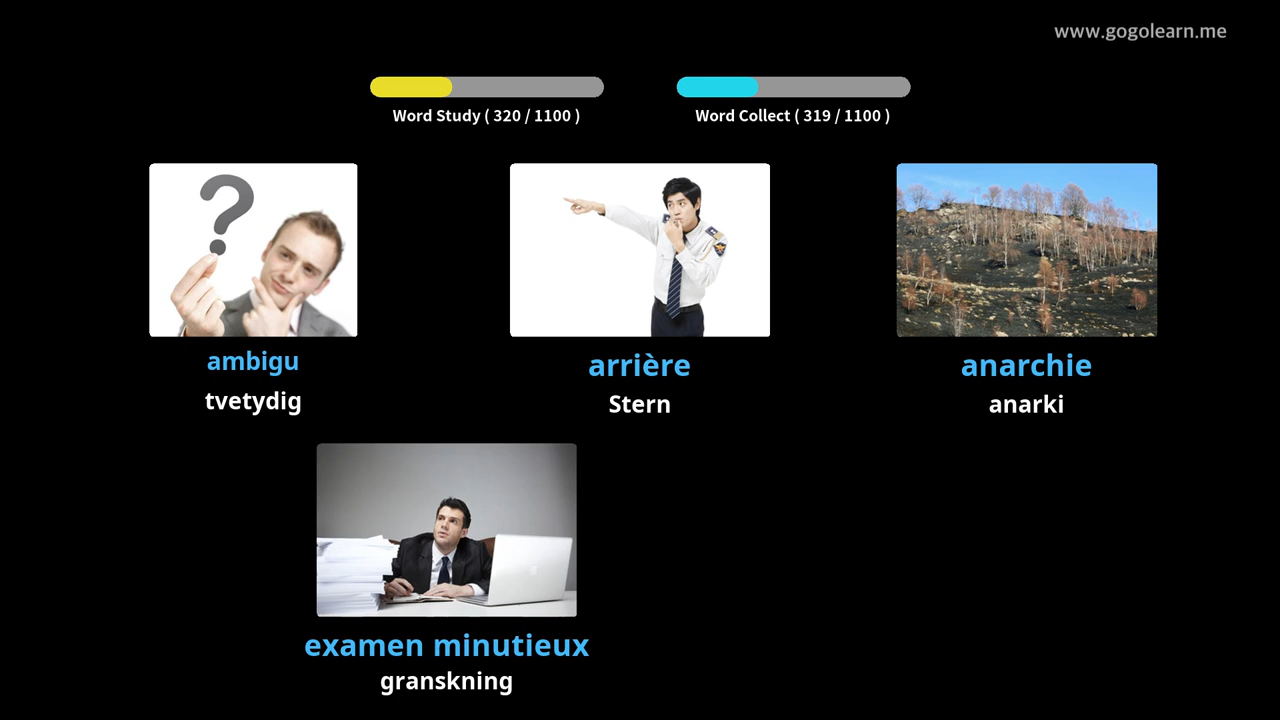 www.gogolearn.me
Word Study ( 320 / 1100 )
Word Collect ( 319 / 1100 )
ambigu
tvetydig
arrière
Stern
anarchie
anarki
examen minutieux
granskning